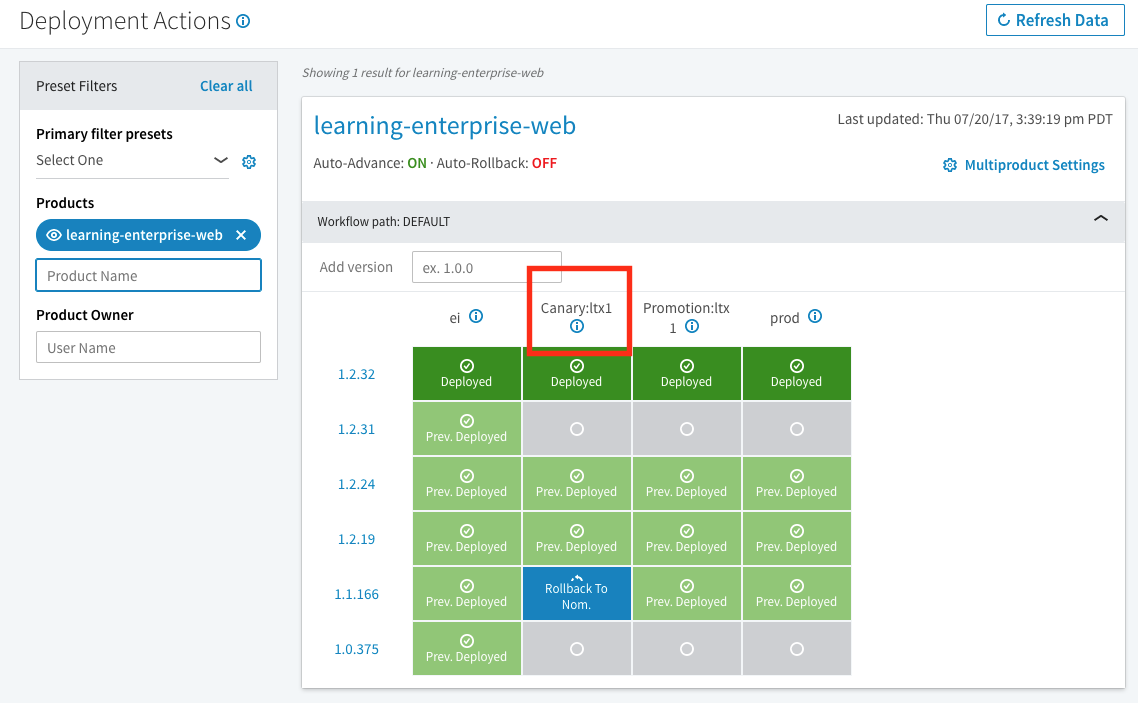 Deployment Actions
Refresh Data
Preset Filters
Clear all
Primary filter presets
Select One
Products
learning-enterprise-web
Product Name
Product Owner
User Name
Showing 1 result for learning-enterprise-web
learning-enterprise-web
Last updated: Thu 07/20/17, 3:39:19 pm PDT
Auto-Advance: ON · Auto-Rollback: OFF
Multiproduct Settings
Workflow path: DEFAULT
Add version
ex. 1.0.0
ei
Canary:ltx1
Promotion:ltx
1
prod
1.2.32
Deployed
Deployed
Deployed
Deployed
1.2.31
Prev. Deployed
1.2.24
Prev. Deployed
Prev. Deployed
Prev. Deployed
Prev. Deployed
1.2.19
Prev. Deployed
Prev. Deployed
Prev. Deployed
Prev. Deployed
1.1.166
Prev. Deployed
Rollback To
Nom.
Prev. Deployed
Prev. Deployed
1.0.375
Prev. Deployed